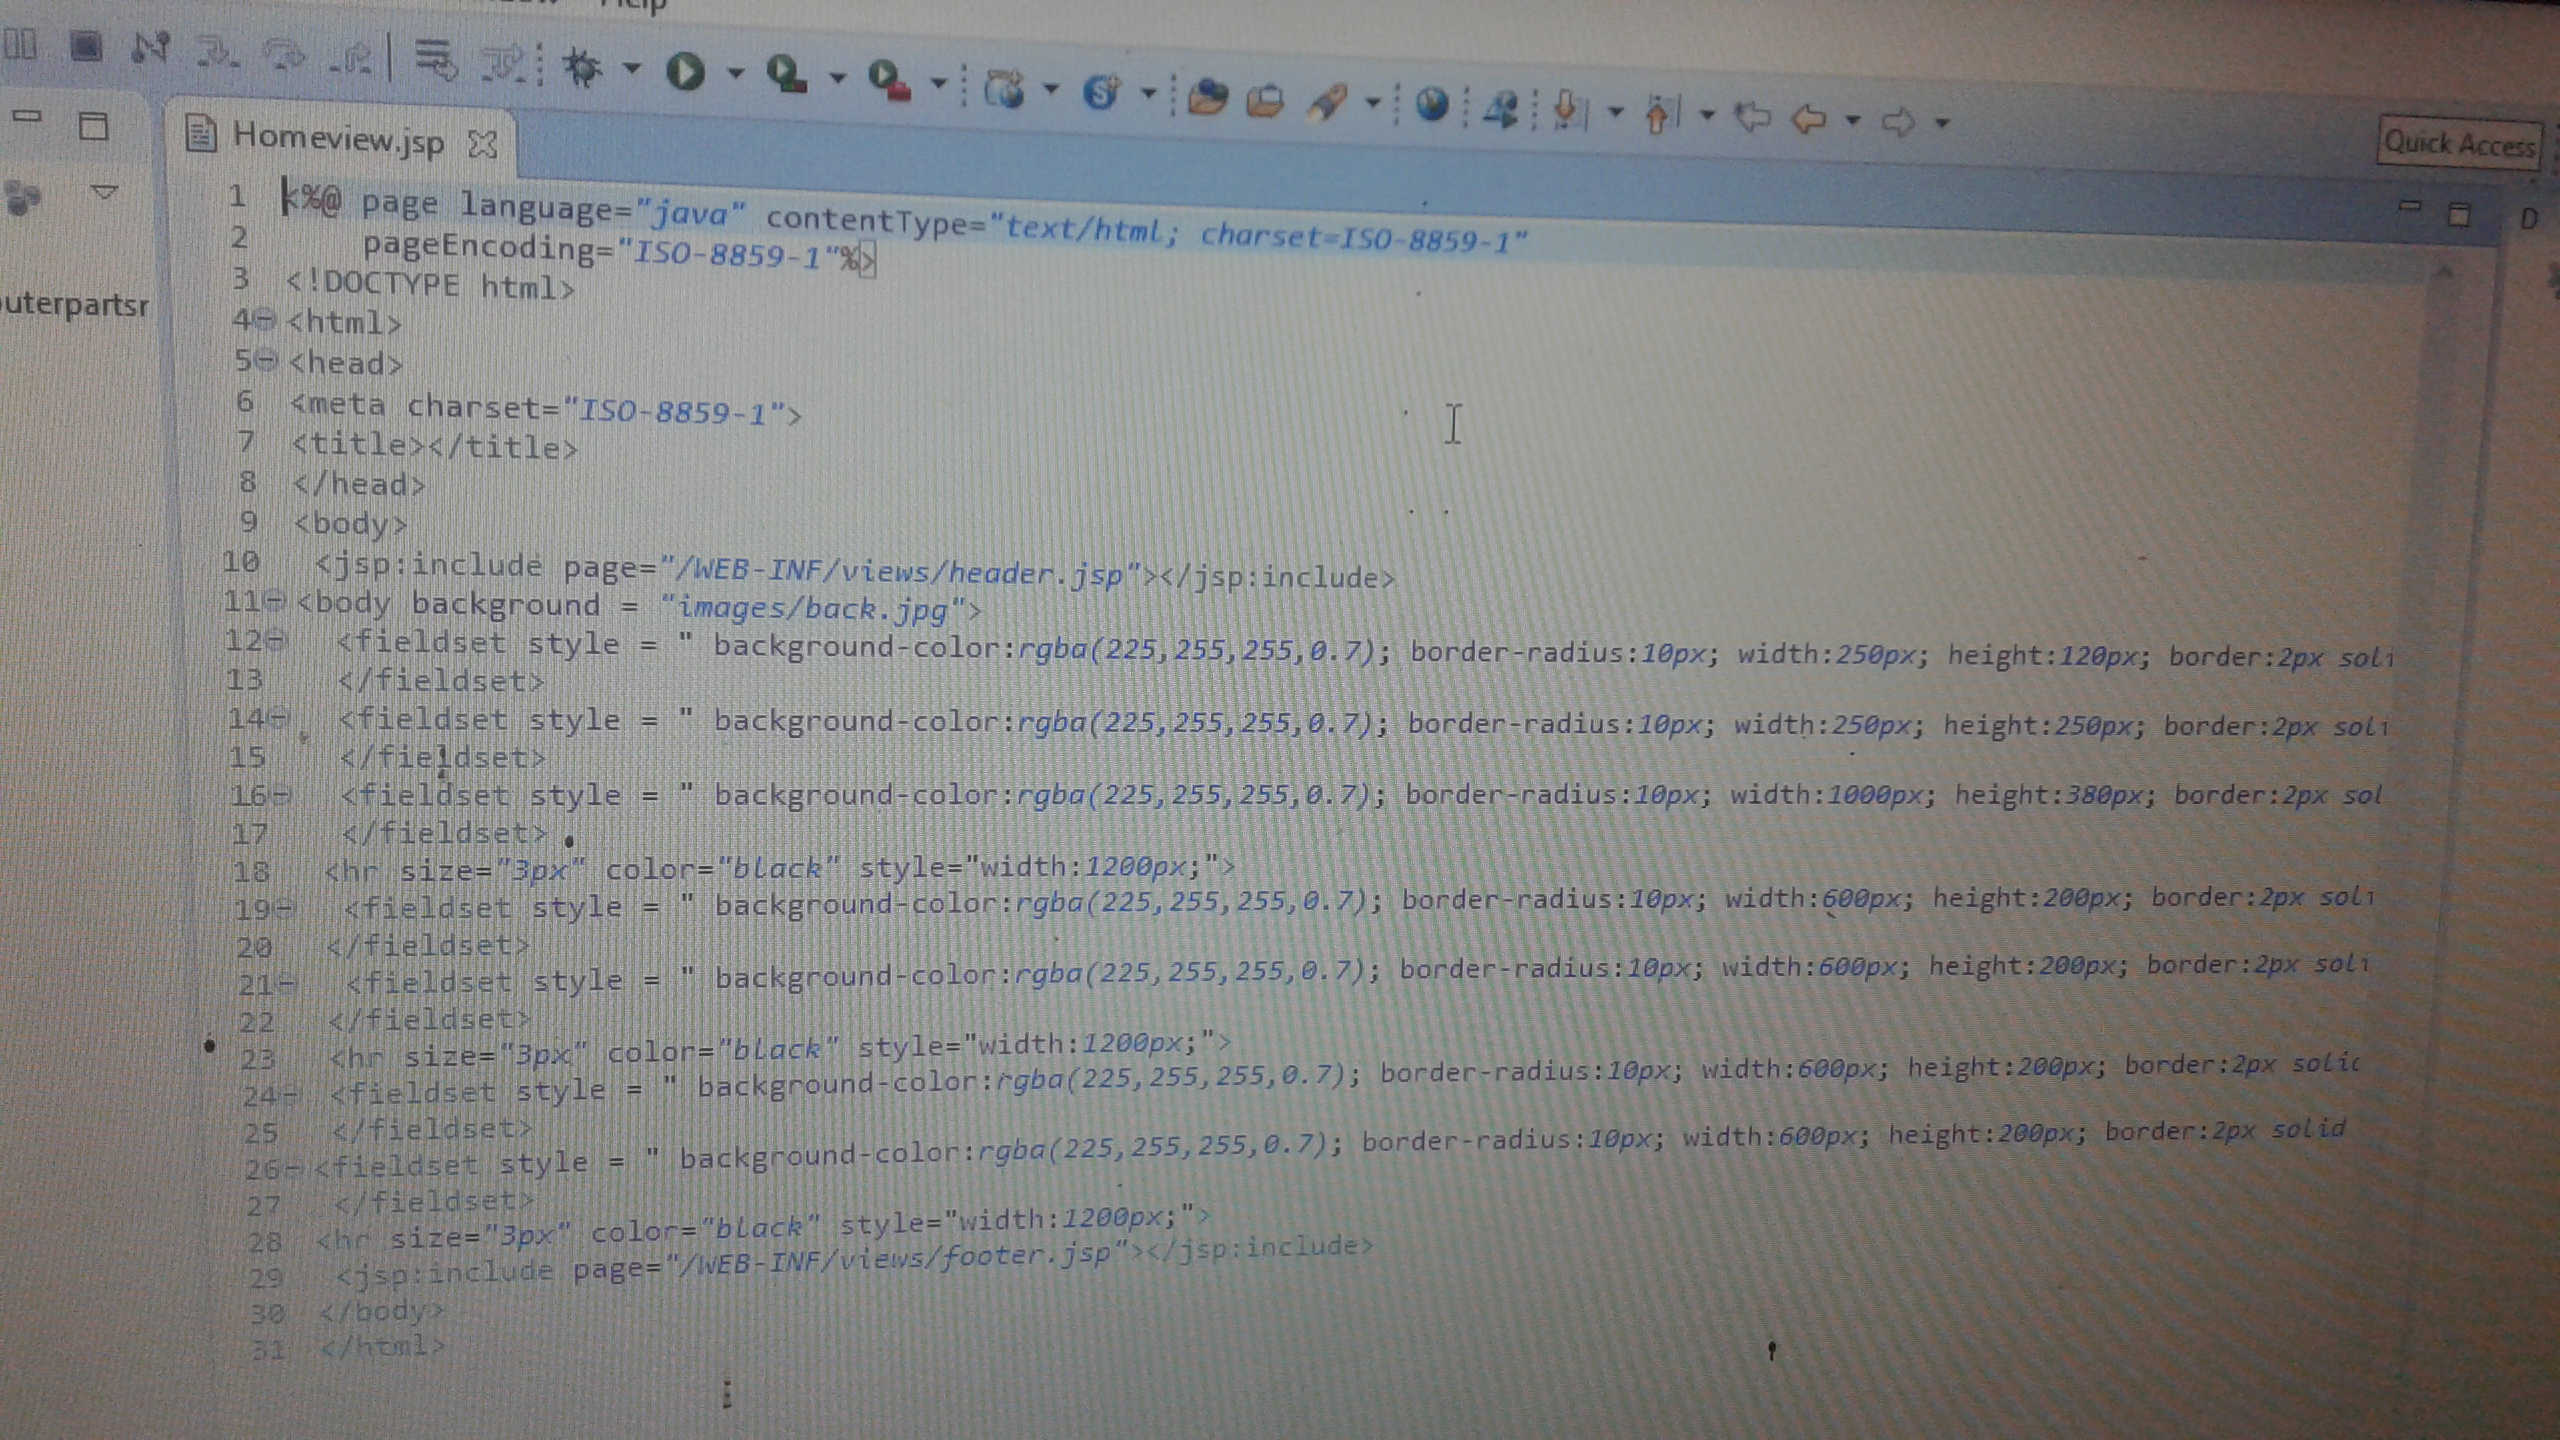 Help
Quick Access
Homeview.jsp
D
uterpartsr
1 <%@ page language="java" contentType="text/html; charset=ISO-8859-1"
2 pageEncoding="ISO-8859-1"%>
3 <!DOCTYPE html>
4 <html>
5 <head>
6 <meta charset="ISO-8859-1">
7 <title></title>
8 </head>
9 <body>
10 <jsp:include page="/WEB-INF/views/header.jsp"></jsp:include>
11 <body background = "images/back.jpg">
12 <fieldset style = " background-color:rgba(225,255,255,0.7); border-radius:10px; width:250px; height:120px; border:2px soli
13 </fieldset>
14 <fieldset style = " background-color:rgba(225,255,255,0.7); border-radius:10px; width:250px; height:250px; border:2px soli
15 </fieldset>
16 <fieldset style = " background-color:rgba(225,255,255,0.7); border-radius:10px; width:1000px; height:380px; border:2px sol
17 </fieldset>
18 <hr size="3px" color="black" style="width:1200px;">
19 <fieldset style = " background-color:rgba(225,255,255,0.7); border-radius:10px; width:600px; height:200px; border:2px soli
20 </fieldset>
21 <fieldset style = " background-color:rgba(225,255,255,0.7); border-radius:10px; width:600px; height:200px; border:2px soli
22 </fieldset>
23 <hr size="3px" color="black" style="width:1200px;">
24 <fieldset style = " background-color:rgba(225,255,255,0.7); border-radius:10px; width:600px; height:200px; border:2px solid
25 </fieldset>
26 <fieldset style = " background-color:rgba(225,255,255,0.7); border-radius:10px; width:600px; height:200px; border:2px solid
27 </fieldset>
28 <hr size="3px" color="black" style="width:1200px;">
29 <jsp:include page="/WEB-INF/views/footer.jsp"></jsp:include>
30 </body>
31 </html>